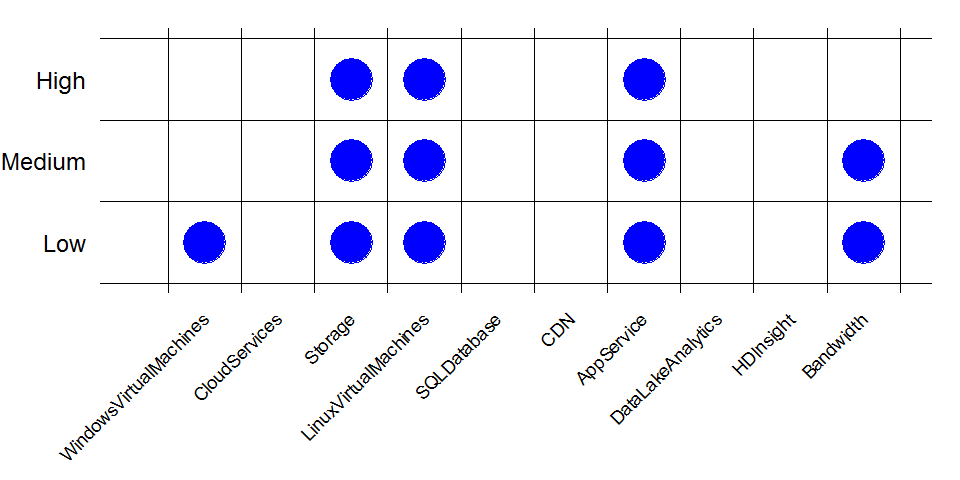 High
Medium
Low
WindowsVirtualMachines
CloudServices
Storage
LinuxVirtualMachines
SQLDatabase
CDN
AppService
DataLakeAnalytics
HDInsight
Bandwidth